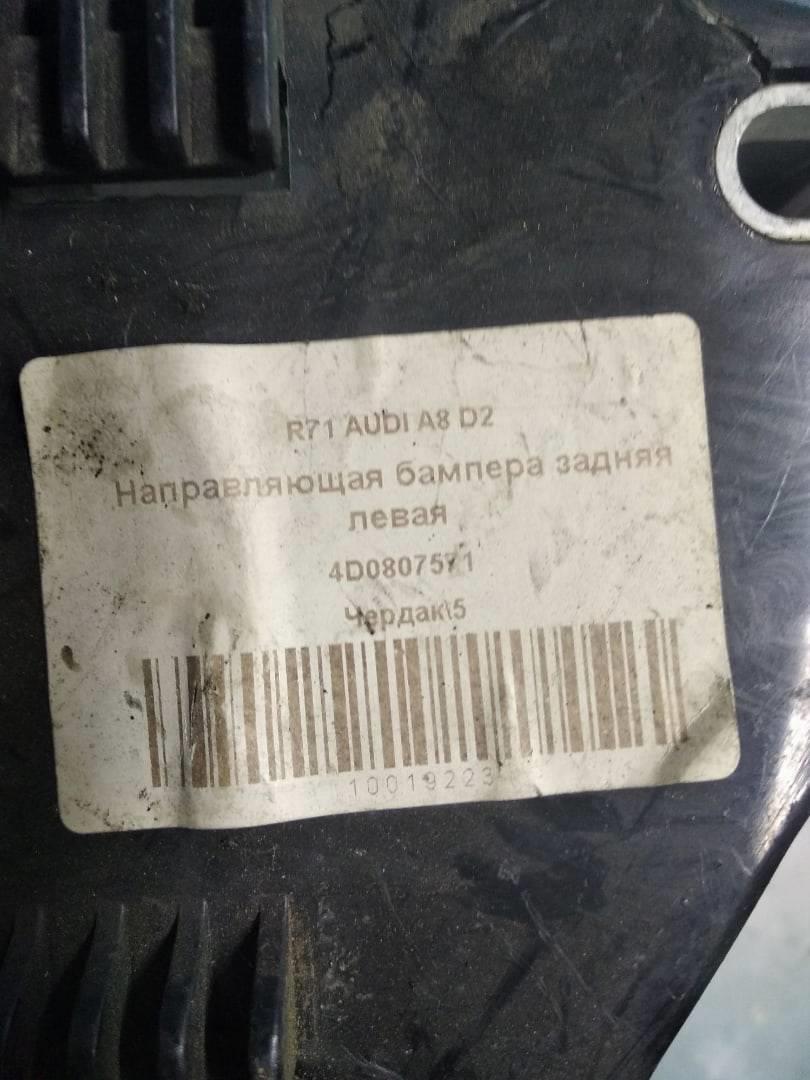 R71 AUDI A8 D2
Направляющая бампера задняя
левая
4D0807571
Чердак\5
10019223